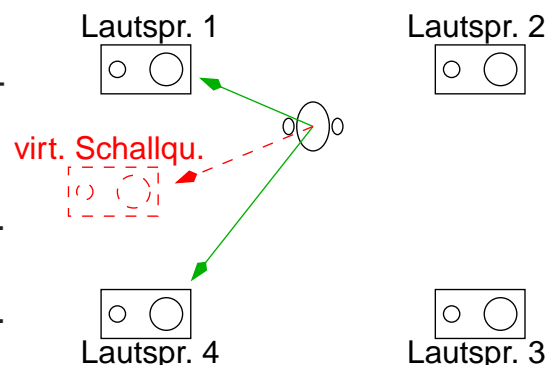 Lautspr. 1
Lautspr. 2
virt. Schallqu.
Lautspr. 4
Lautspr. 3